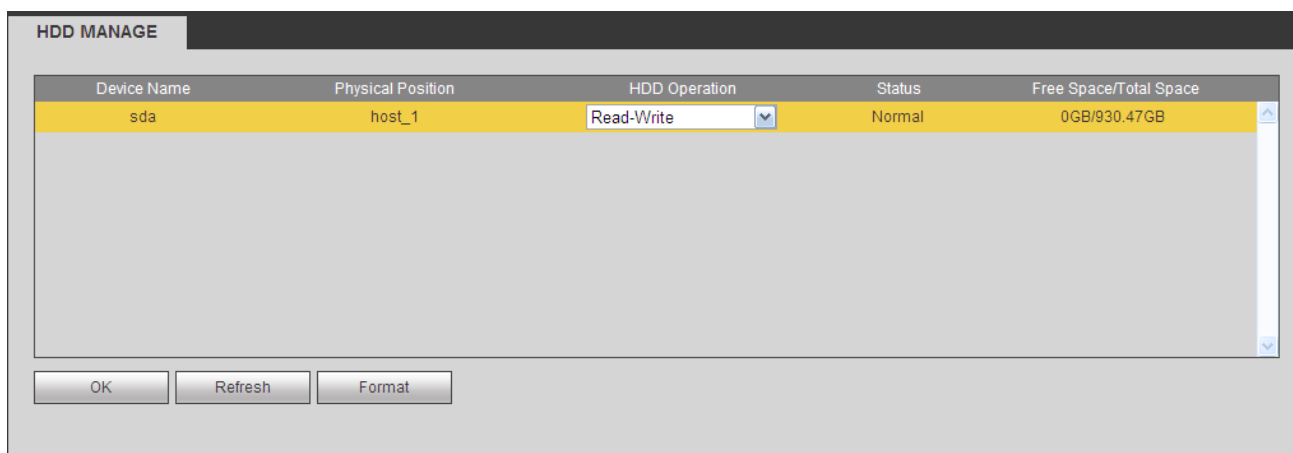 HDD MANAGE
Device Name Physical Position HDD Operation Status Free Space/Total Space
sda host_1 Read-Write Normal 0GB/930.47GB
OK Refresh Format